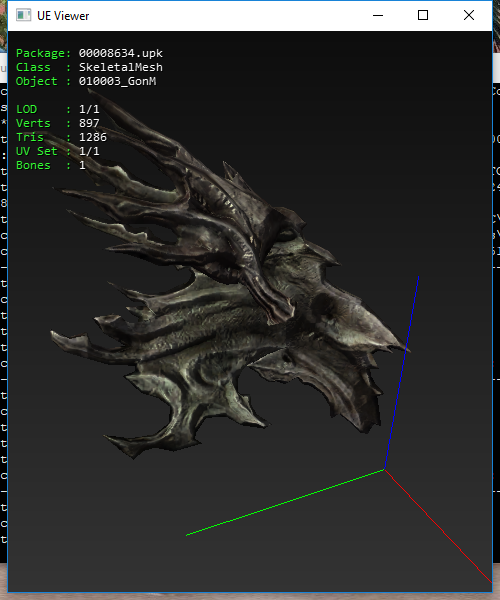 UE Viewer
Package: 00008634.upk
Class : SkeletalMesh
Object : 010003_GonM
LOD : 1/1
Verts : 897
Tris : 1286
UV Set : 1/1
Bones : 1